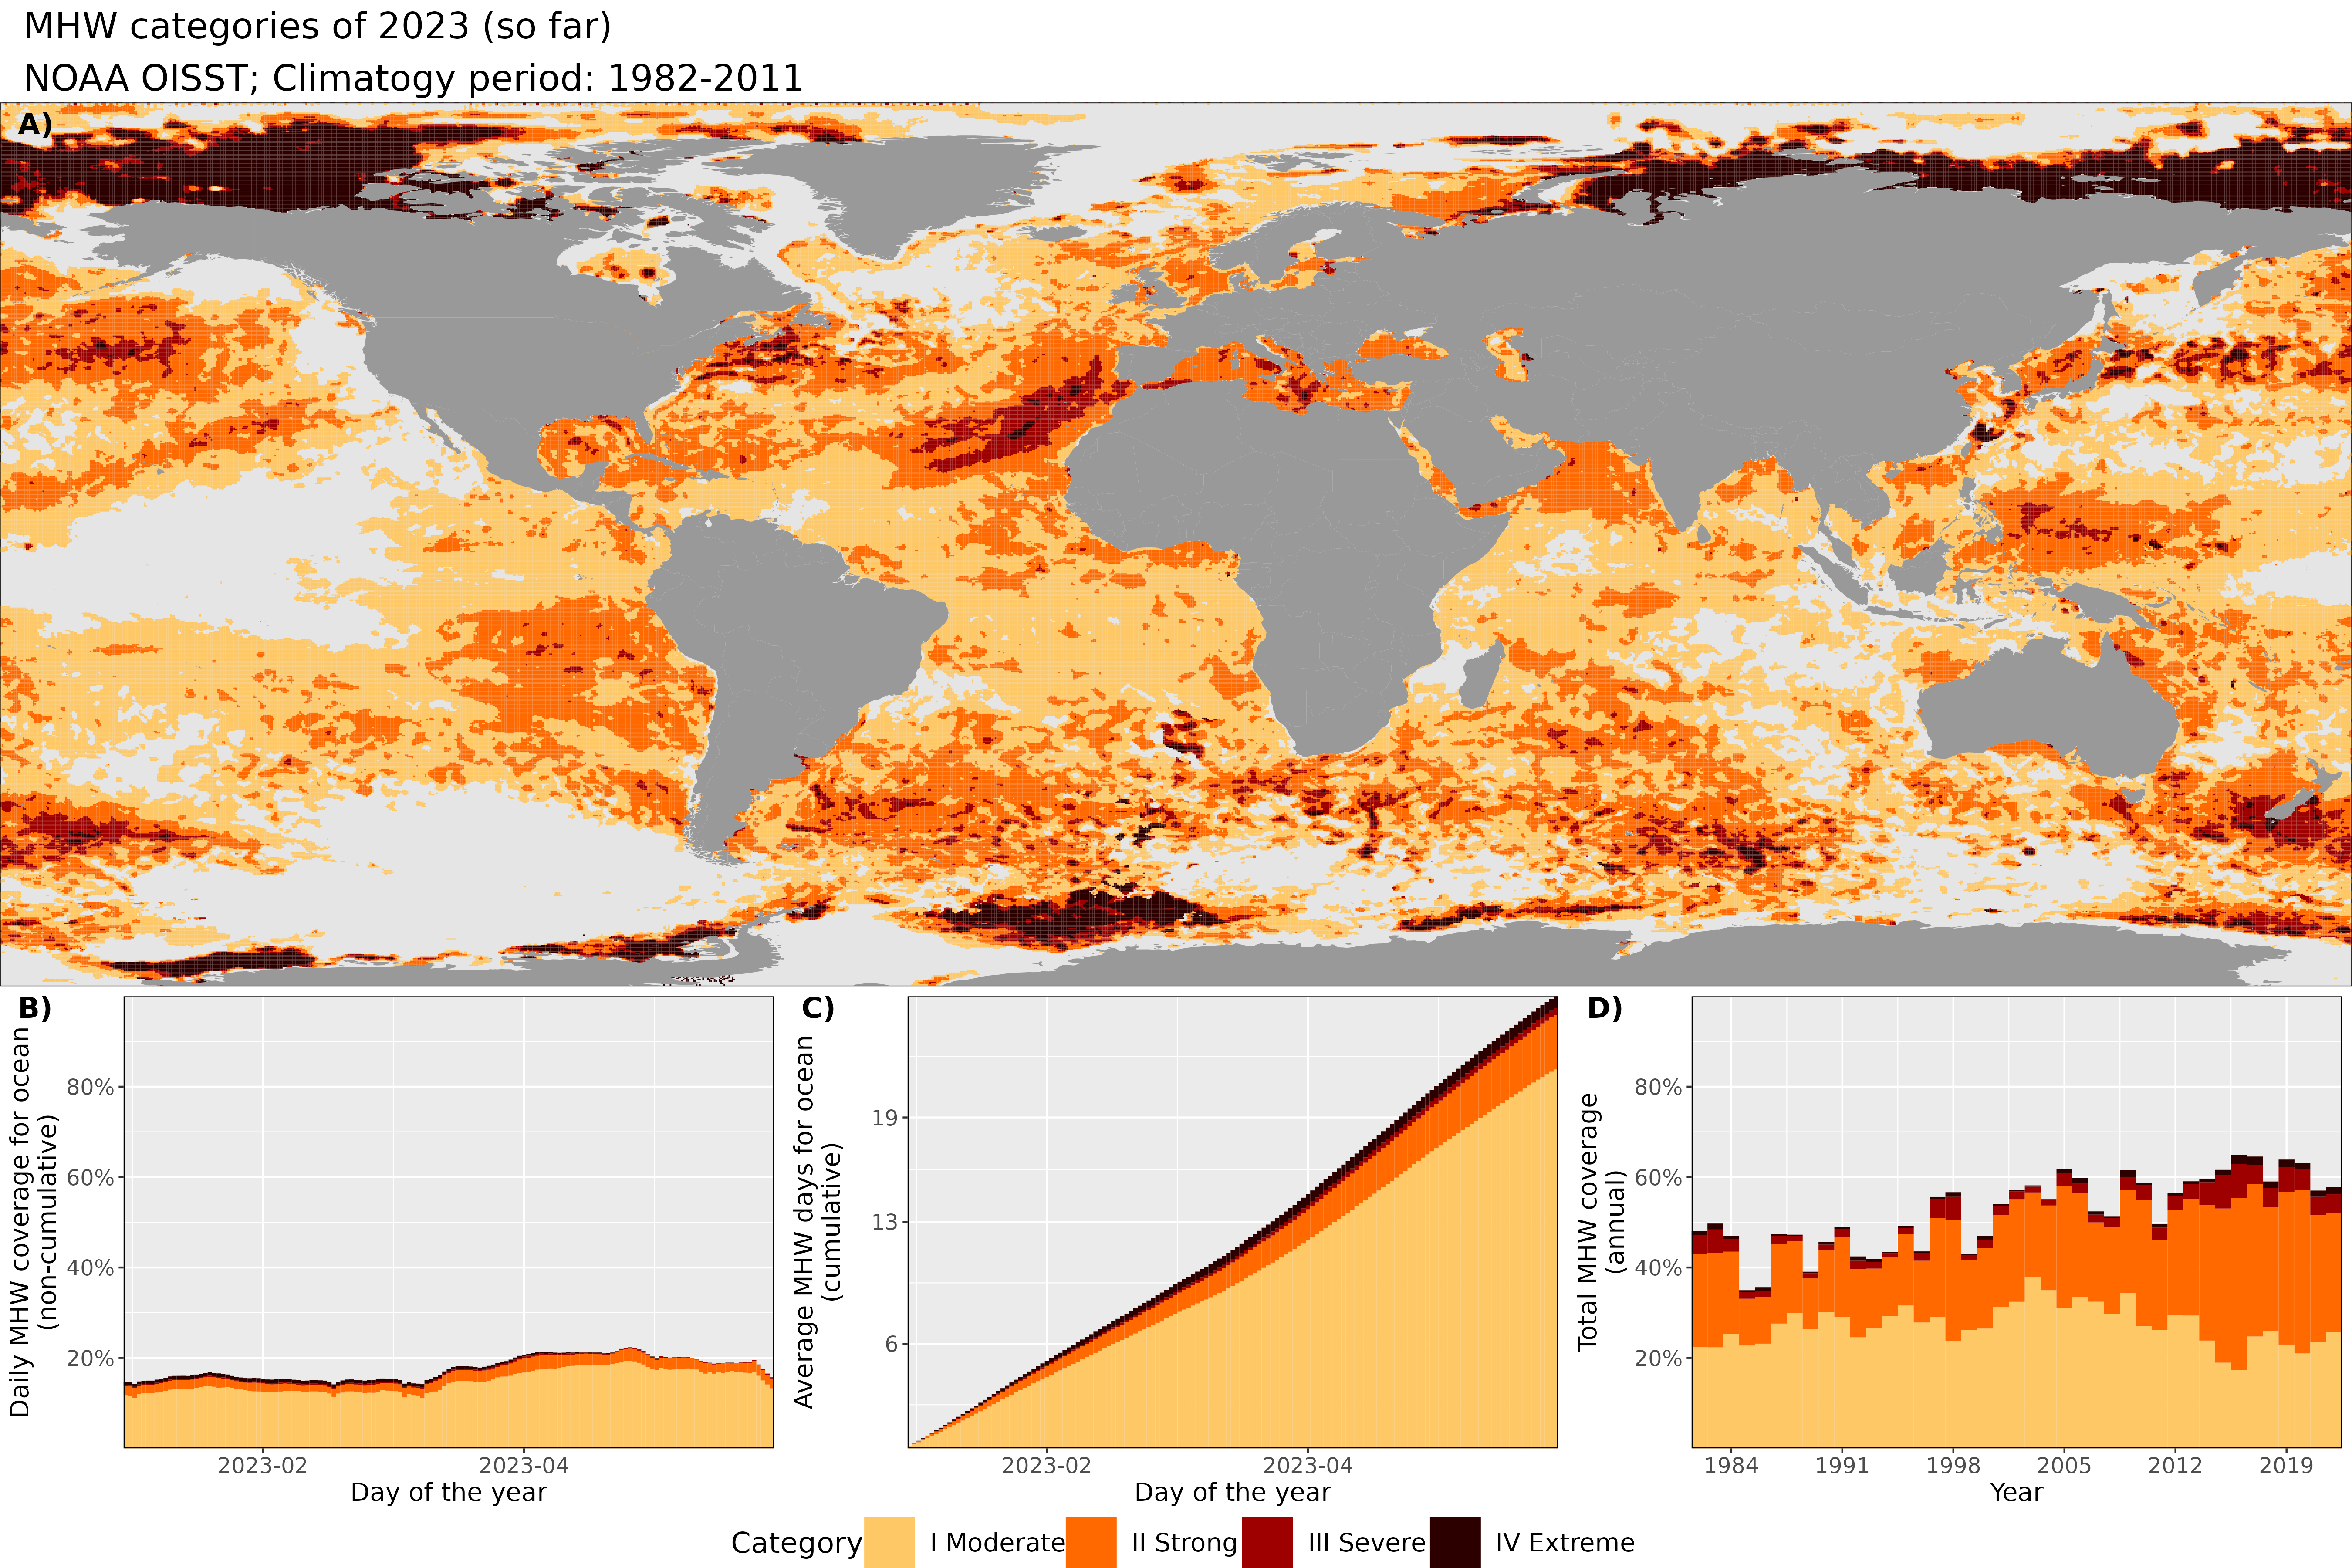 MHW categories of 2023 (so far)
NOAA OISST; Climatogy period: 1982-2011
A)
B)
Daily MHW coverage for ocean
(non-cumulative)
80%
60%
40%
20%
2023-02
2023-04
Day of the year
C)
Average MHW days for ocean
(cumulative)
19
13
6
2023-02
2023-04
Day of the year
D)
Total MHW coverage
(annual)
80%
60%
40%
20%
1984
1991
1998
2005
2012
2019
Year
Category
I Moderate
II Strong
III Severe
IV Extreme